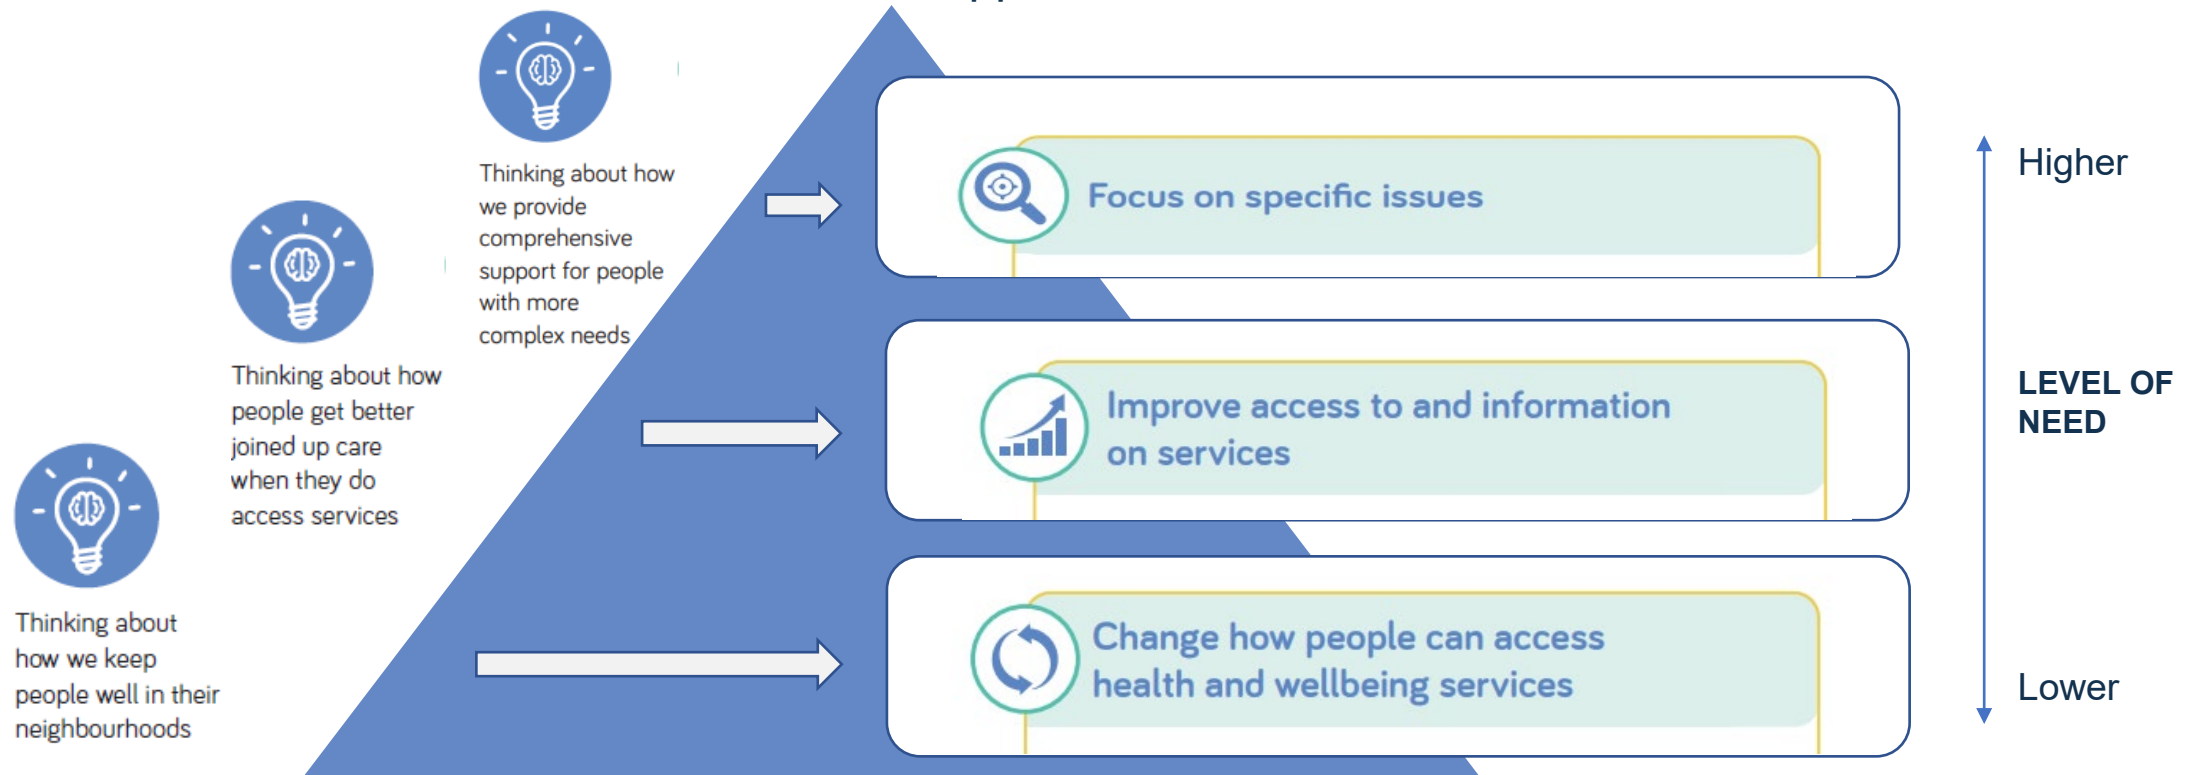 Thinking about how
we provide
comprehensive
support for people
with more
complex needs
Focus on specific issues
Higher
Thinking about how
people get better
joined up care
when they do
access services
Improve access to and information
on services
LEVEL OF
NEED
Thinking about
how we keep
people well in their
neighbourhoods
Change how people can access
health and wellbeing services
Lower